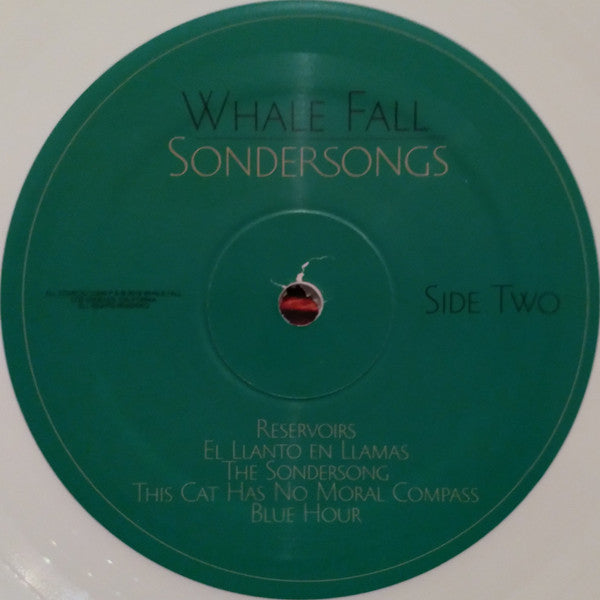 Whale Fall
Sondersongs
Side Two
Reservoirs
El Llanto en Llamas
The Sondersong
This Cat Has No Moral Compass
Blue Hour